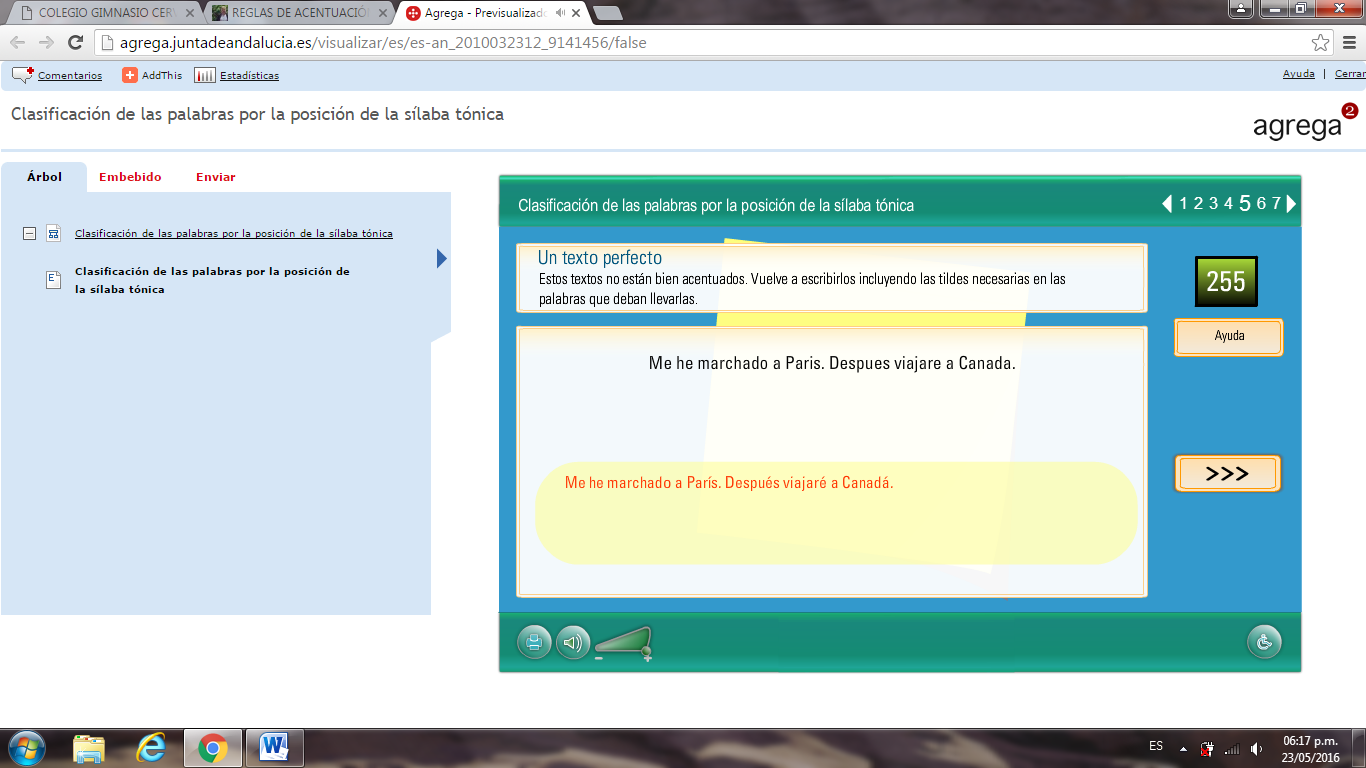 COLEGIO GIMNASIO CERV
REGLAS DE ACENTUACIÓ
Agrega - Previsualizado
agrega.juntadeandalucia.es/visualizar/es/es-an_2010032312_9141456/false
Comentarios
AddThis
Estadísticas
Ayuda | Cerrar
Clasificación de las palabras por la posición de la sílaba tónica
agrega 2
Árbol
Embebido
Enviar
Clasificación de las palabras por la posición de la sílaba tónica
Clasificación de las palabras por la posición de
la sílaba tónica
Clasificación de las palabras por la posición de la sílaba tónica
1 2 3 4 5 6 7
Un texto perfecto
Estos textos no están bien acentuados. Vuelve a escribirlos incluyendo las tildes necesarias en las
palabras que deban llevarlas.
255
Ayuda
Me he marchado a Paris. Despues viajare a Canada.
>>>
Me he marchado a París. Después viajaré a Canadá.
ES
06:17 p.m.
23/05/2016